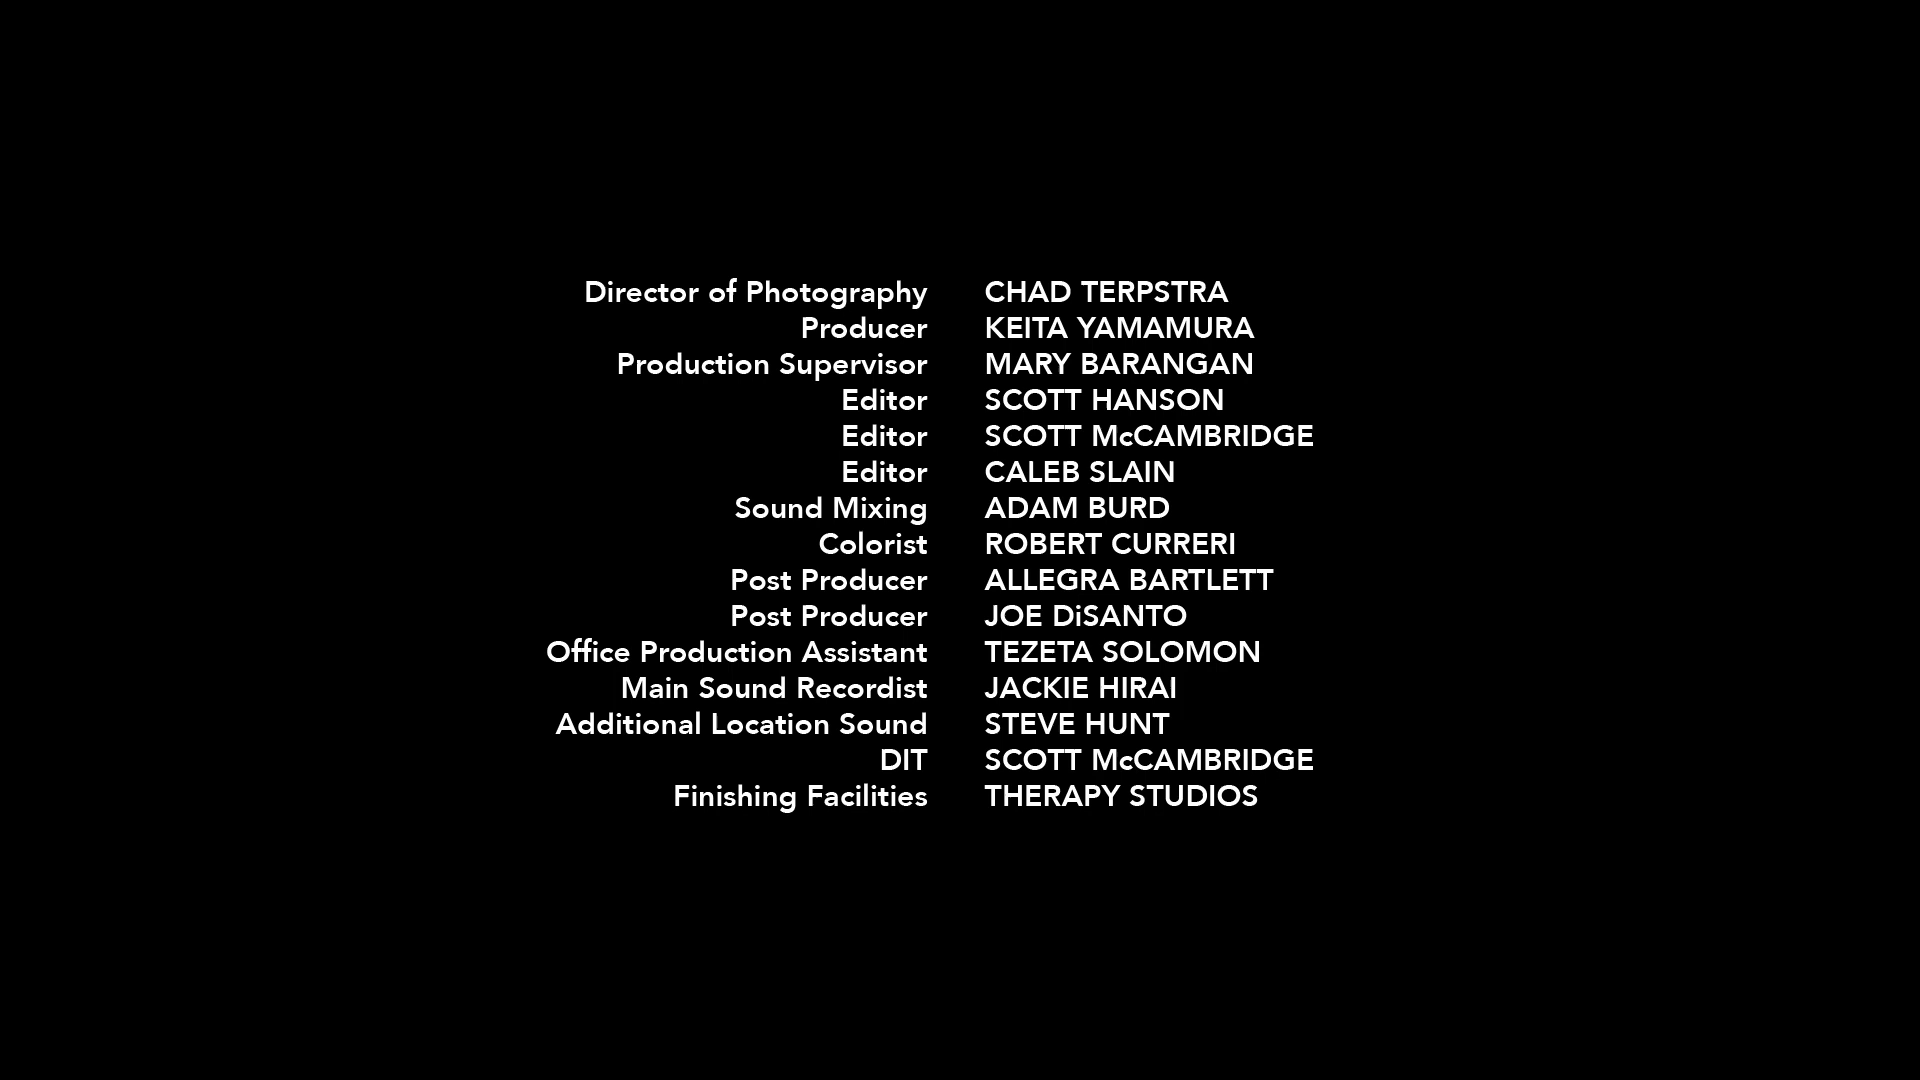 Director of Photography CHAD TERPSTRA
Producer KEITA YAMAMURA
Production Supervisor MARY BARANGAN
Editor SCOTT HANSON
Editor SCOTT McCAMBRIDGE
Editor CALEB SLAIN
Sound Mixing ADAM BURD
Colorist ROBERT CURRERI
Post Producer ALLEGRA BARTLETT
Post Producer JOE DiSANTO
Office Production Assistant TEZETA SOLOMON
Main Sound Recordist JACKIE HIRAI
Additional Location Sound STEVE HUNT
DIT SCOTT McCAMBRIDGE
Finishing Facilities THERAPY STUDIOS